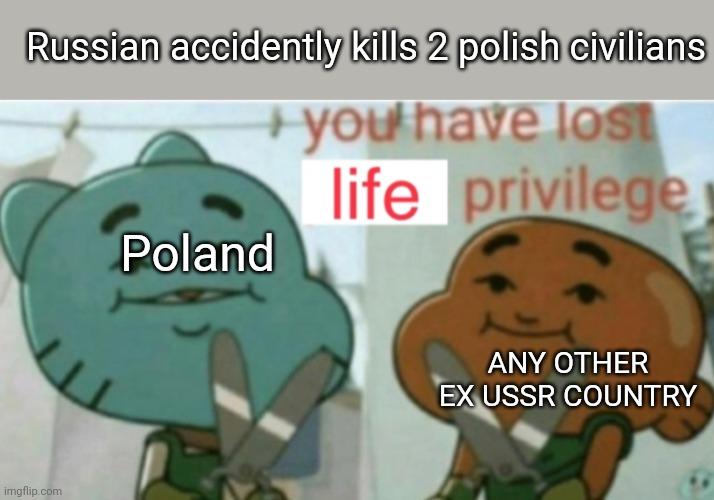 Russian accidently kills 2 polish civilians
you have lost
life privilege
Poland
ANY OTHER
EX USSR COUNTRY
imgflip.com